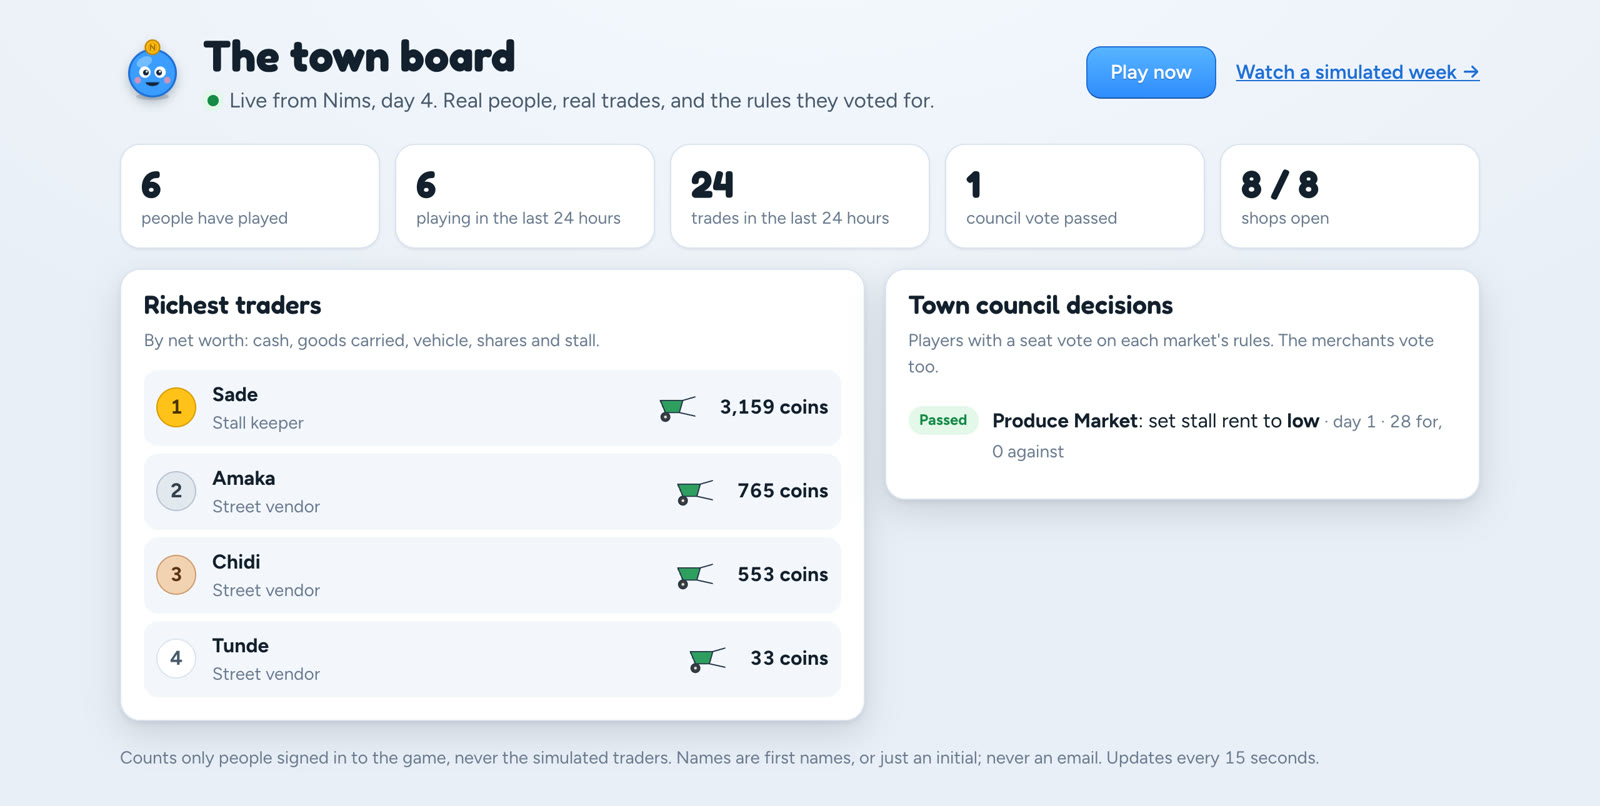 N
The town board
Live from Nims, day 4. Real people, real trades, and the rules they voted for.
Play now
Watch a simulated week →
6
people have played
6
playing in the last 24 hours
24
trades in the last 24 hours
1
council vote passed
8 / 8
shops open
Richest traders
By net worth: cash, goods carried, vehicle, shares and stall.
1
Sade
Stall keeper
3,159 coins
2
Amaka
Street vendor
765 coins
3
Chidi
Street vendor
553 coins
4
Tunde
Street vendor
33 coins
Town council decisions
Players with a seat vote on each market's rules. The merchants vote
too.
Passed
Produce Market: set stall rent to low · day 1 · 28 for,
0 against
Counts only people signed in to the game, never the simulated traders. Names are first names, or just an initial; never an email. Updates every 15 seconds.